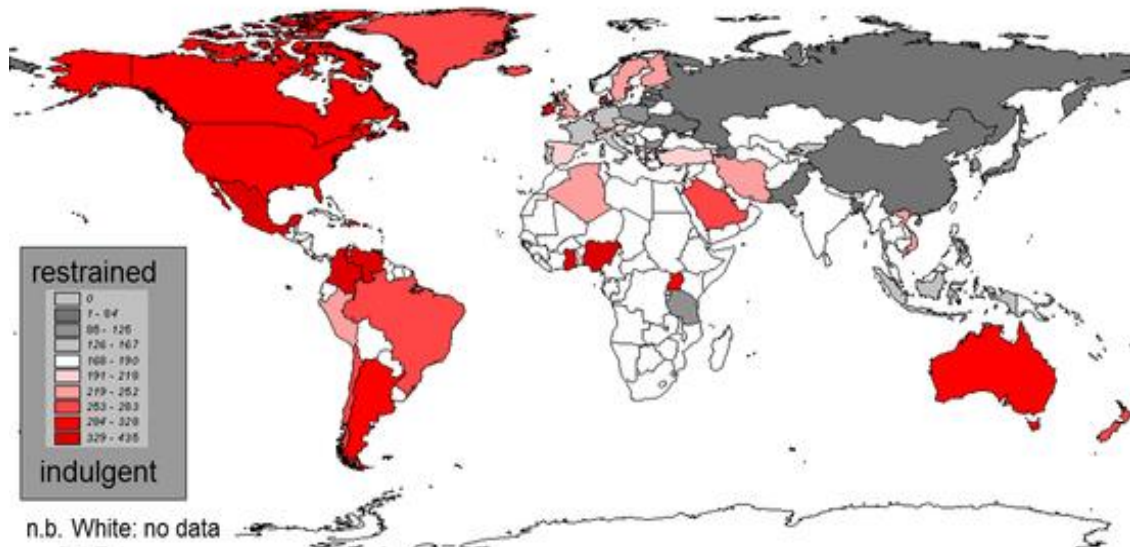 restrained
0
1 - 84
85 - 125
126 - 167
168 - 190
191 - 218
219 - 252
253 - 283
284 - 328
329 - 435
indulgent
n.b. White: no data